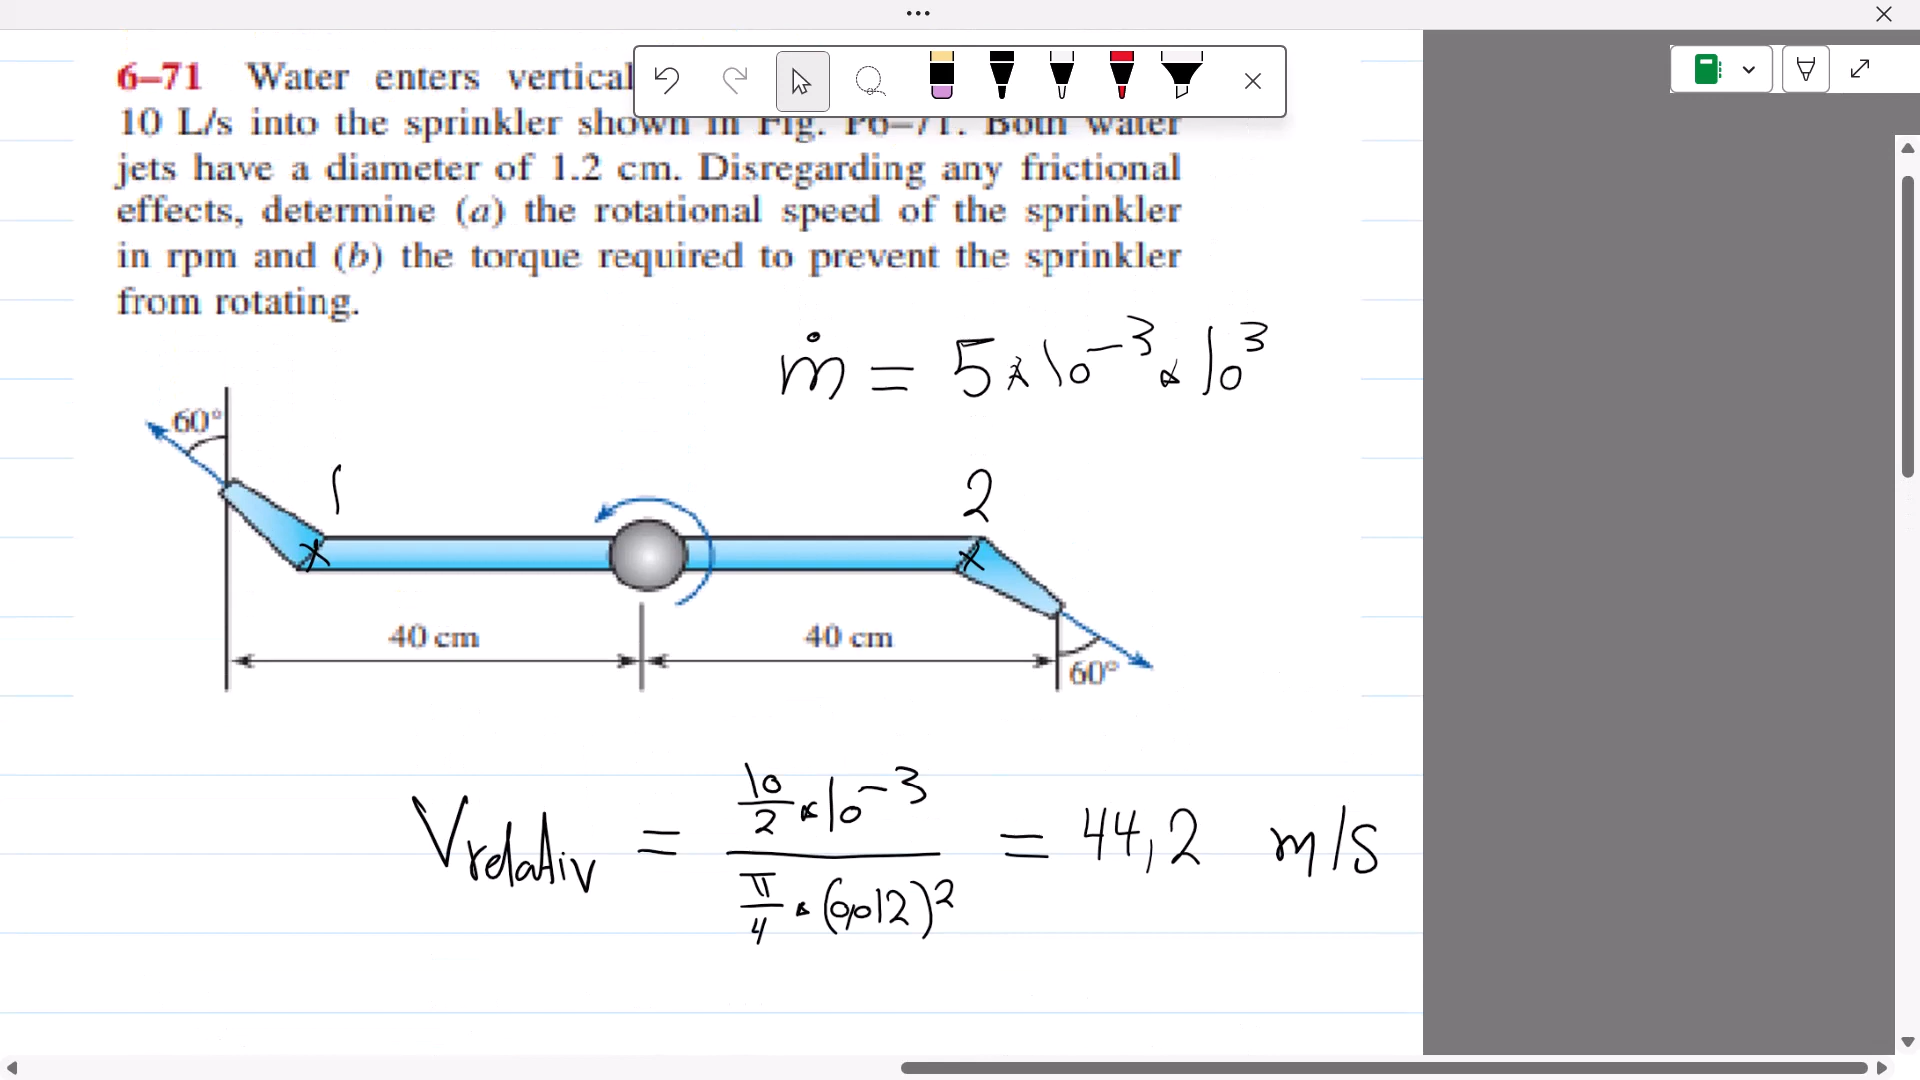 6–71 Water enters vertical
10 L/s into the sprinkler shown in Fig. P6–71. Both water
jets have a diameter of 1.2 cm. Disregarding any frictional
effects, determine (a) the rotational speed of the sprinkler
in rpm and (b) the torque required to prevent the sprinkler
from rotating.
ṁ = 5 × 10⁻³ × 10³
60°
1
2
40 cm
40 cm
60°
Vrelativ = (10/2 × 10⁻³) / (π/4 · (0,012)²) = 44,2 m/s